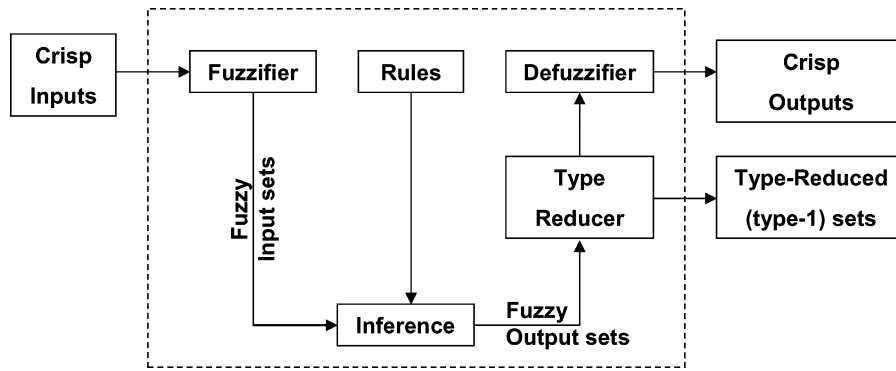 Crisp
Inputs
Fuzzifier
Rules
Defuzzifier
Crisp
Outputs
Fuzzy
Input sets
Type
Reducer
Type-Reduced
(type-1) sets
Inference
Fuzzy
Output sets